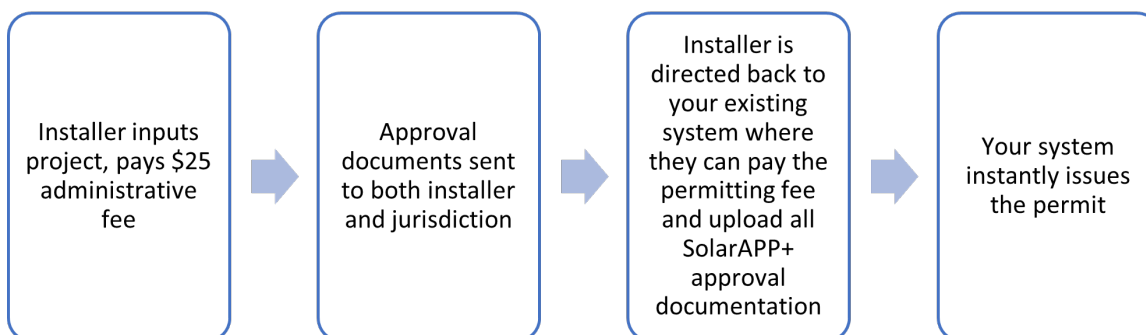 Installer inputs
project, pays $25
administrative
fee
Approval
documents sent
to both installer
and jurisdiction
Installer is
directed back to
your existing
system where
they can pay the
permitting fee
and upload all
SolarAPP+
approval
documentation
Your system
instantly issues
the permit